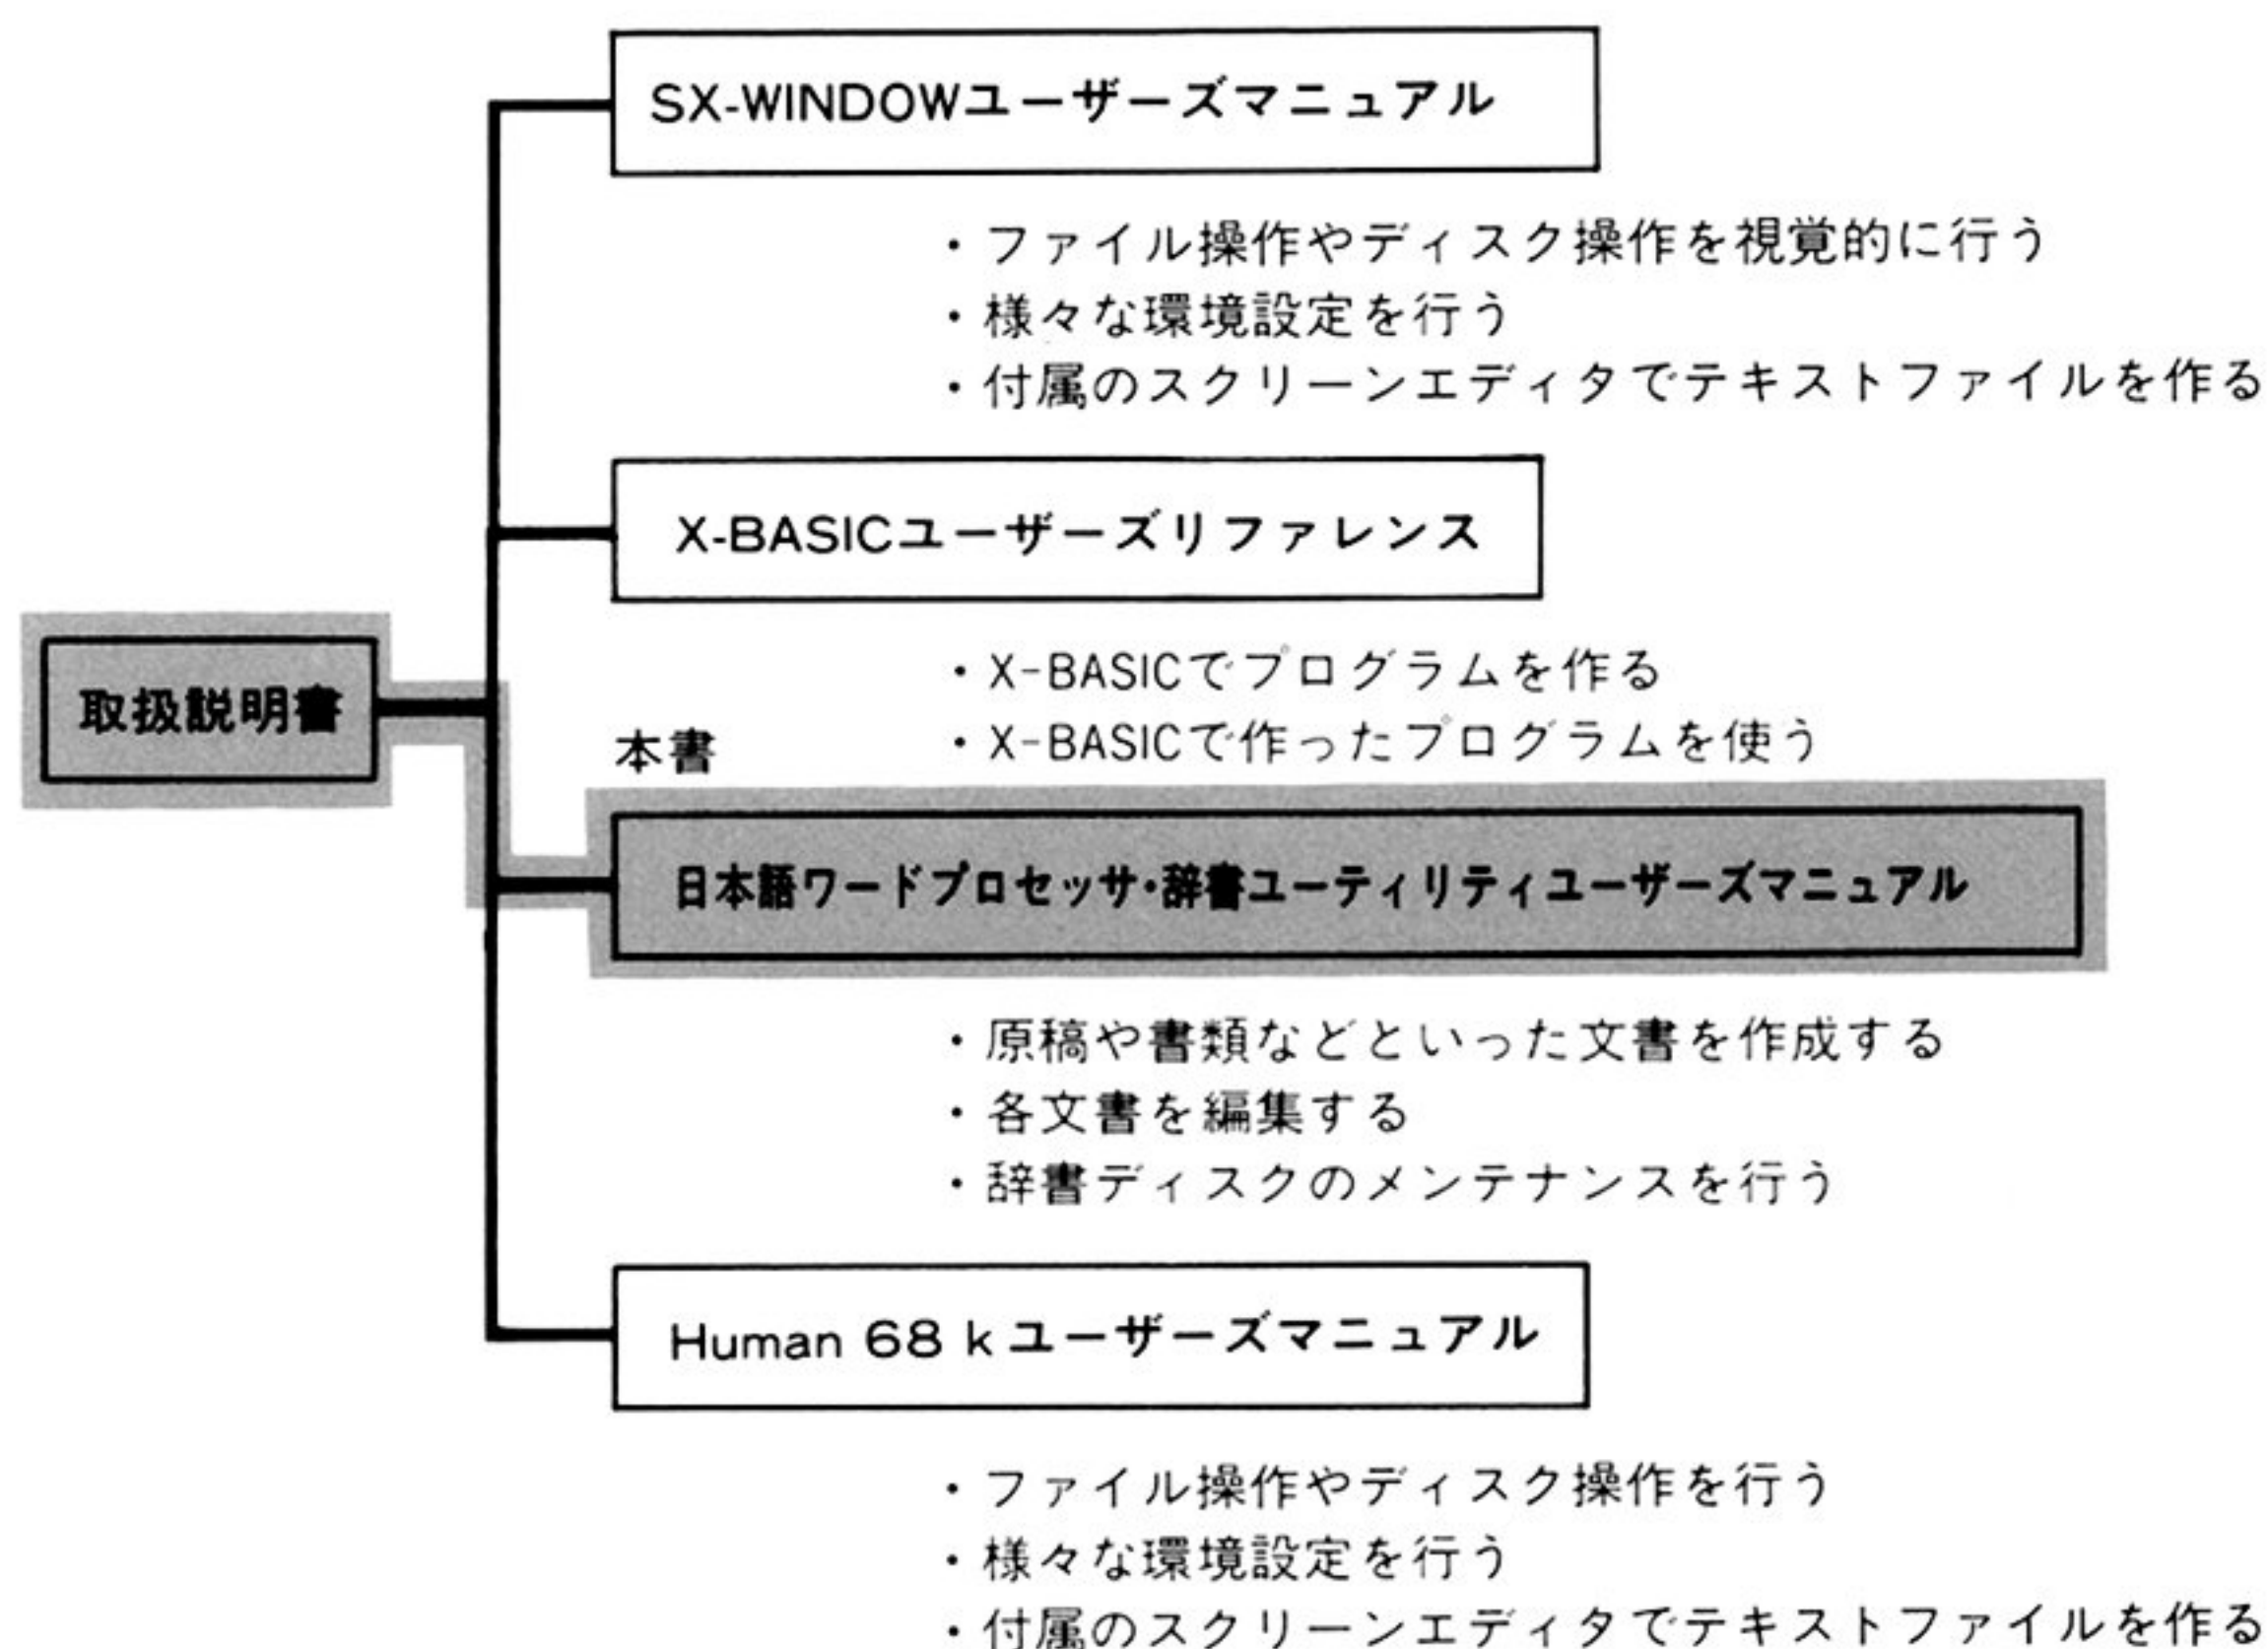 SX-WINDOWユーザーズマニュアル
・ファイル操作やディスク操作を視覚的に行う
・様々な環境設定を行う
・付属のスクリーンエディタでテキストファイルを作る
X-BASICユーザーズリファレンス
・X-BASICでプログラムを作る
・X-BASICで作ったプログラムを使う
取扱説明書
本書
日本語ワードプロセッサ・辞書ユーティリティユーザーズマニュアル
・原稿や書類などといった文書を作成する
・各文書を編集する
・辞書ディスクのメンテナンスを行う
Human 68 k ユーザーズマニュアル
・ファイル操作やディスク操作を行う
・様々な環境設定を行う
・付属のスクリーンエディタでテキストファイルを作る